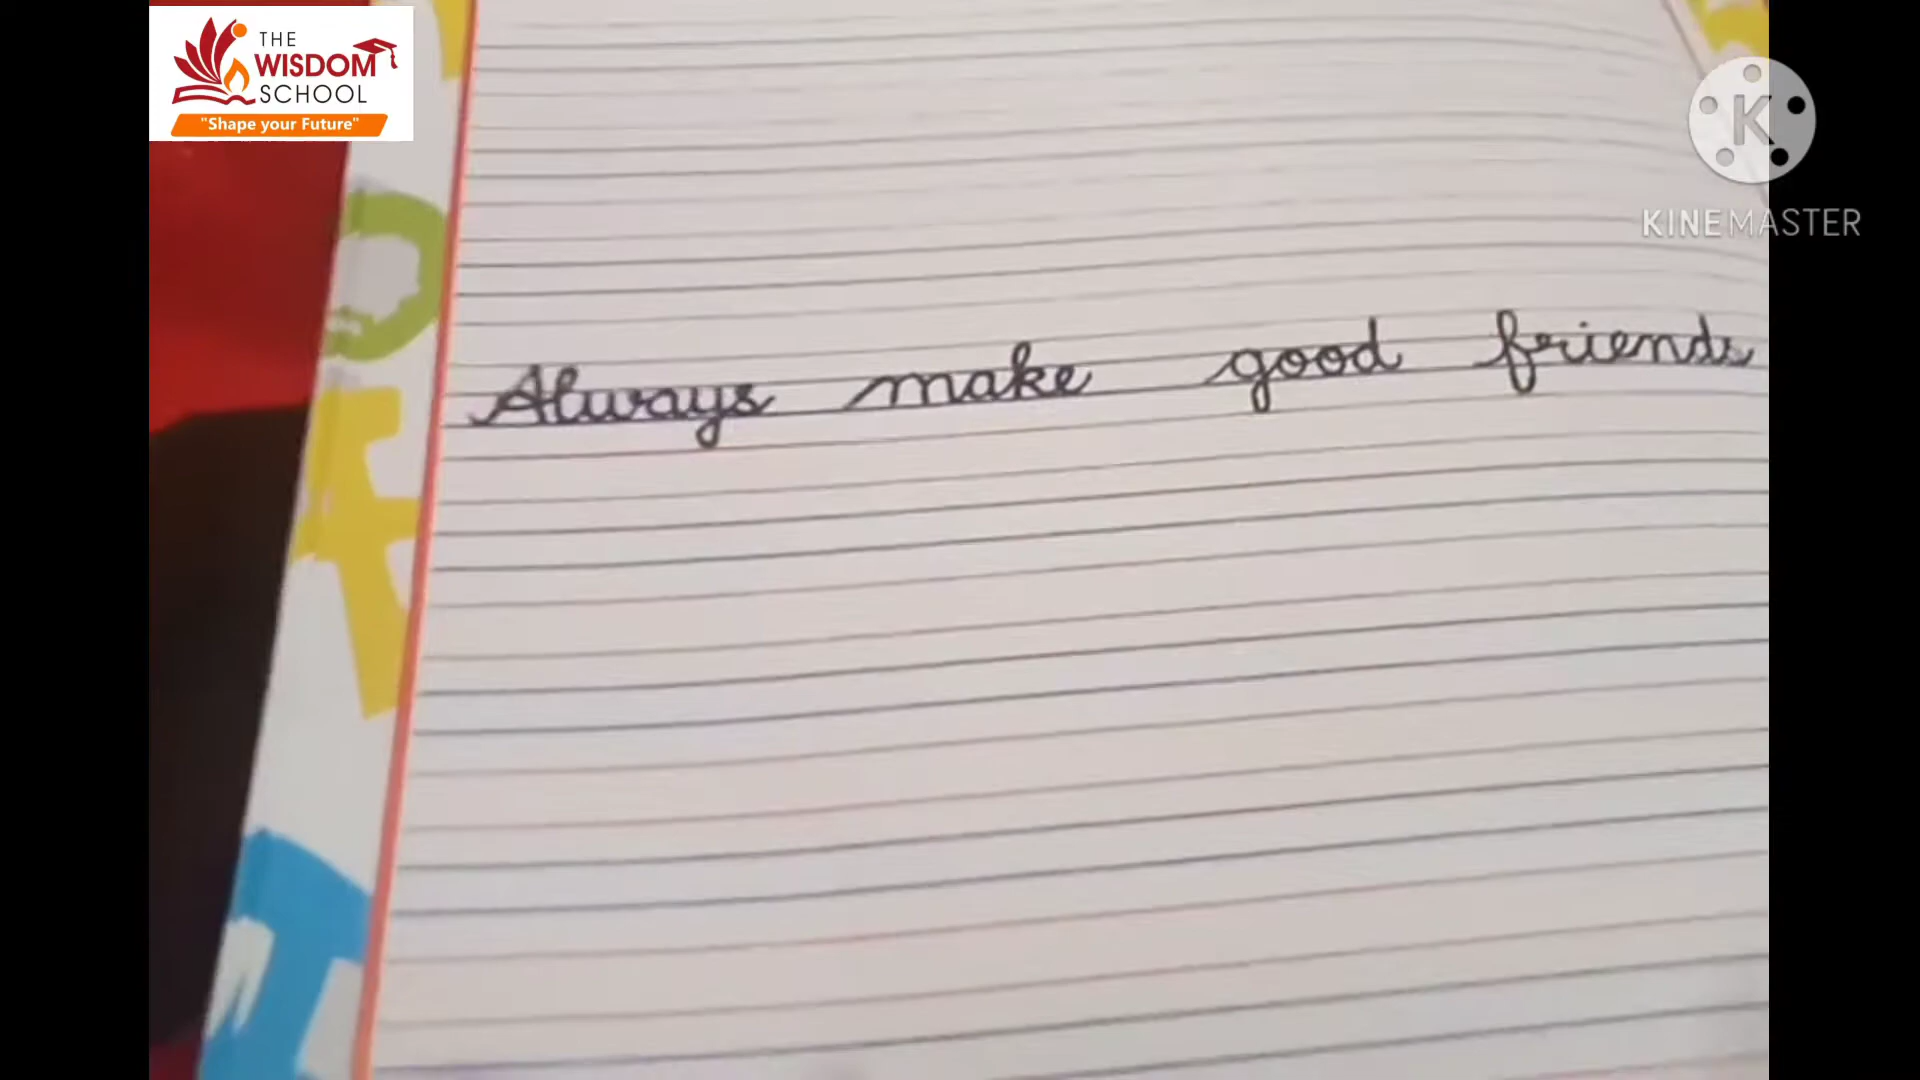 THE
WISDOM
SCHOOL
"Shape your Future"
K
KINEMASTER
Always make good friends